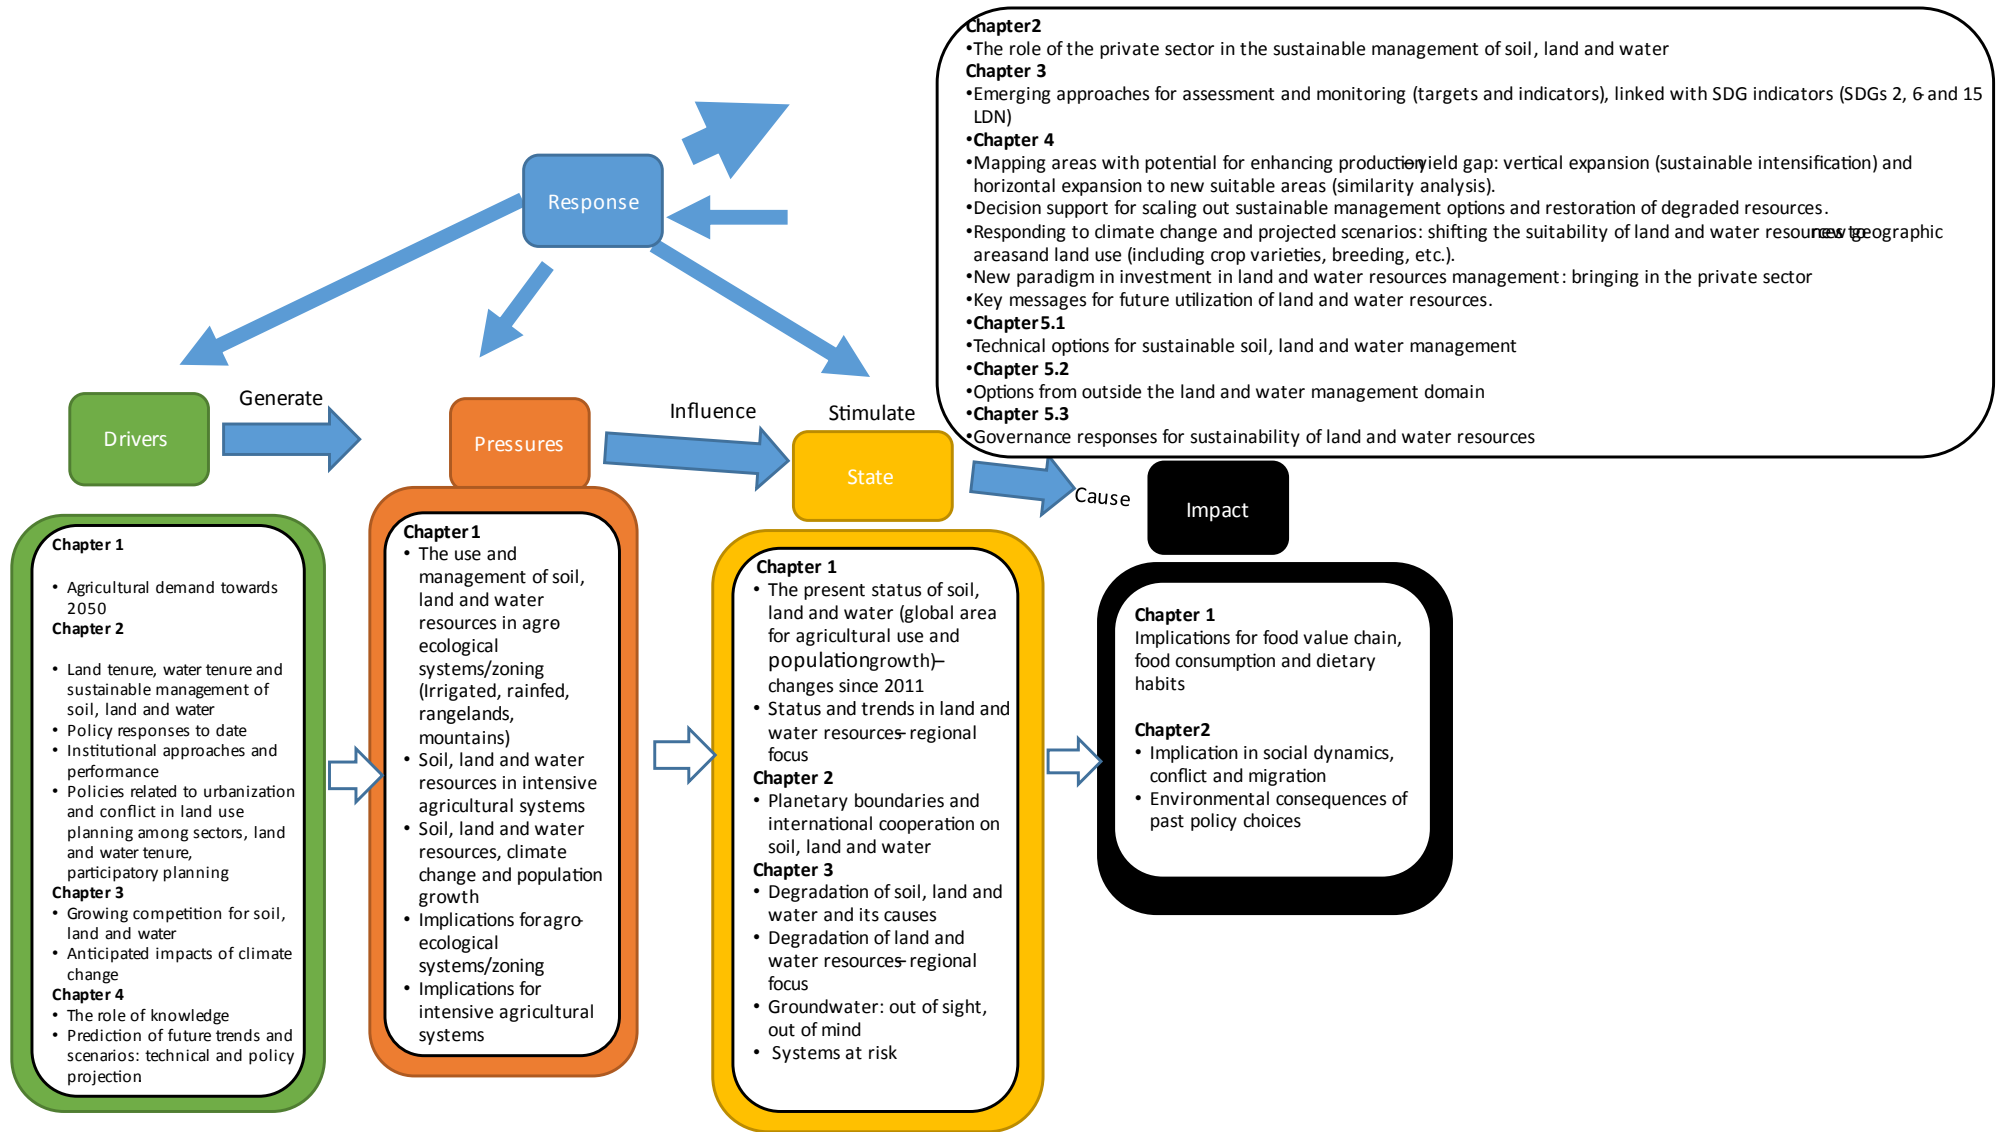 Chapter2
•The role of the private sector in the sustainable management of soil, land and water
Chapter 3
•Emerging approaches for assessment and monitoring (targets and indicators), linked with SDG indicators (SDGs 2, 6 and 15
LDN)
•Chapter 4
•Mapping areas with potential for enhancing production–yield gap: vertical expansion (sustainable intensification) and
horizontal expansion to new suitable areas (similarity analysis).
•Decision support for scaling out sustainable management options and restoration of degraded resources.
•Responding to climate change and projected scenarios: shifting the suitability of land and water resources to new geographic
areasand land use (including crop varieties, breeding, etc.).
•New paradigm in investment in land and water resources management: bringing in the private sector
•Key messages for future utilization of land and water resources.
•Chapter5.1
•Technical options for sustainable soil, land and water management
•Chapter 5.2
•Options from outside the land and water management domain
•Chapter 5.3
•Governance responses for sustainability of land and water resources
Response
Generate
Influence
Stimulate
Cause
Drivers
Pressures
State
Impact
Chapter 1
• Agricultural demand towards
2050
Chapter 2
• Land tenure, water tenure and
sustainable management of
soil, land and water
• Policy responses to date
• Institutional approaches and
performance
• Policies related to urbanization
and conflict in land use
planning among sectors, land
and water tenure,
participatory planning
Chapter 3
• Growing competition for soil,
land and water
• Anticipated impacts of climate
change
Chapter 4
• The role of knowledge
• Prediction of future trends and
scenarios: technical and policy
projection
Chapter1
• The use and
management of soil,
land and water
resources in agro
ecological
systems/zoning
(Irrigated, rainfed,
rangelands,
mountains)
• Soil, land and water
resources in intensive
agricultural systems
• Soil, land and water
resources, climate
change and population
growth
• Implications for agro-
ecological
systems/zoning
• Implications for
intensive agricultural
systems
Chapter 1
• The present status of soil,
land and water (global area
for agricultural use and
populationgrowth)–
changes since 2011
• Status and trends in land and
water resources– regional
focus
Chapter 2
• Planetary boundaries and
international cooperation on
soil, land and water
Chapter 3
• Degradation of soil, land and
water and its causes
• Degradation of land and
water resources– regional
focus
• Groundwater: out of sight,
out of mind
• Systems at risk
Chapter 1
Implications for food value chain,
food consumption and dietary
habits
Chapter2
• Implication in social dynamics,
conflict and migration
• Environmental consequences of
past policy choices